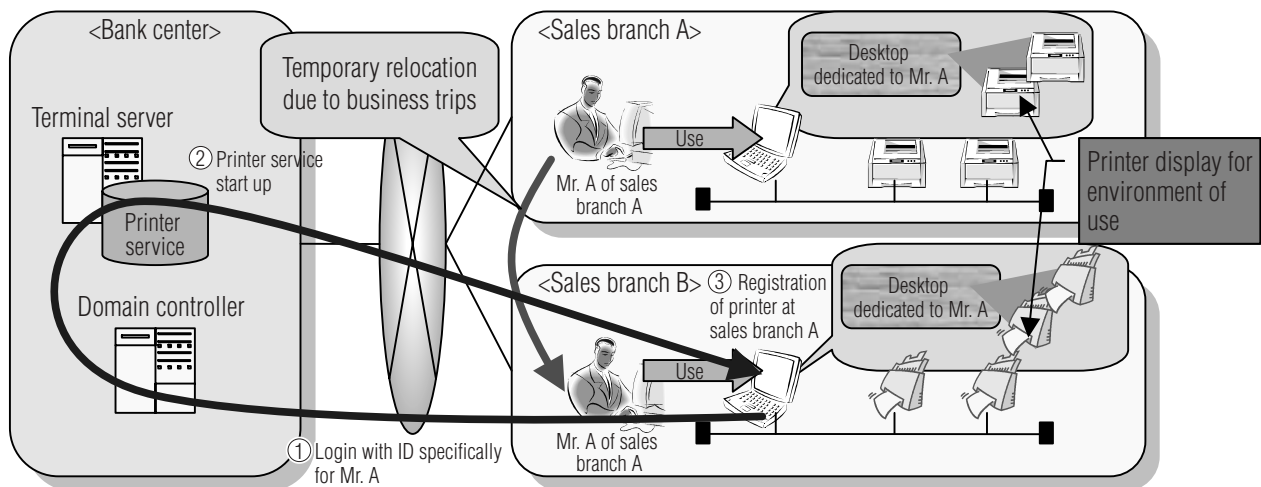 <Bank center>
Terminal server
② Printer service
start up
Printer
service
Domain controller
① Login with ID specifically
for Mr. A
Temporary relocation
due to business trips
<Sales branch A>
Desktop
dedicated to Mr. A
Use
Mr. A of sales
branch A
Printer display for
environment of
use
<Sales branch B>
③ Registration
of printer at
sales branch A
Desktop
dedicated to Mr. A
Use
Mr. A of sales
branch A